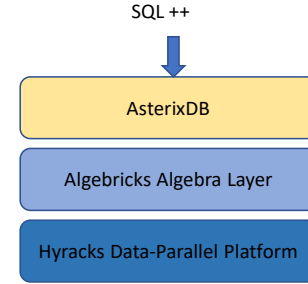 SQL ++
AsterixDB
Algebricks Algebra Layer
Hyracks Data-Parallel Platform